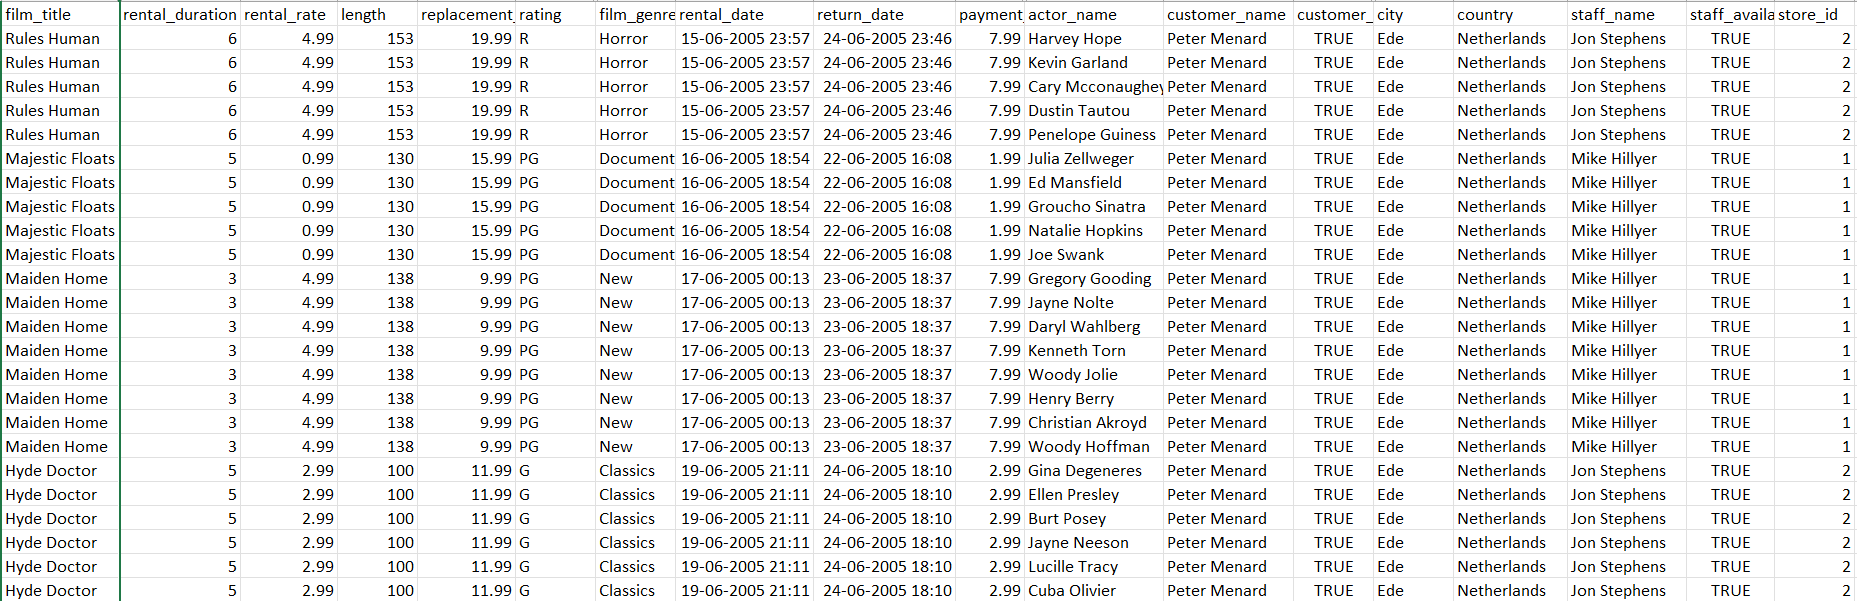 film_title rental_duration rental_rate length replacement_ rating film_genre rental_date return_date payment_ actor_name customer_name customer_ city country staff_name staff_availa store_id
Rules Human 6 4.99 153 19.99 R Horror 15-06-2005 23:57 24-06-2005 23:46 7.99 Harvey Hope Peter Menard TRUE Ede Netherlands Jon Stephens TRUE 2
Rules Human 6 4.99 153 19.99 R Horror 15-06-2005 23:57 24-06-2005 23:46 7.99 Kevin Garland Peter Menard TRUE Ede Netherlands Jon Stephens TRUE 2
Rules Human 6 4.99 153 19.99 R Horror 15-06-2005 23:57 24-06-2005 23:46 7.99 Cary Mcconaughey Peter Menard TRUE Ede Netherlands Jon Stephens TRUE 2
Rules Human 6 4.99 153 19.99 R Horror 15-06-2005 23:57 24-06-2005 23:46 7.99 Dustin Tautou Peter Menard TRUE Ede Netherlands Jon Stephens TRUE 2
Rules Human 6 4.99 153 19.99 R Horror 15-06-2005 23:57 24-06-2005 23:46 7.99 Penelope Guiness Peter Menard TRUE Ede Netherlands Jon Stephens TRUE 2
Majestic Floats 5 0.99 130 15.99 PG Document 16-06-2005 18:54 22-06-2005 16:08 1.99 Julia Zellweger Peter Menard TRUE Ede Netherlands Mike Hillyer TRUE 1
Majestic Floats 5 0.99 130 15.99 PG Document 16-06-2005 18:54 22-06-2005 16:08 1.99 Ed Mansfield Peter Menard TRUE Ede Netherlands Mike Hillyer TRUE 1
Majestic Floats 5 0.99 130 15.99 PG Document 16-06-2005 18:54 22-06-2005 16:08 1.99 Groucho Sinatra Peter Menard TRUE Ede Netherlands Mike Hillyer TRUE 1
Majestic Floats 5 0.99 130 15.99 PG Document 16-06-2005 18:54 22-06-2005 16:08 1.99 Natalie Hopkins Peter Menard TRUE Ede Netherlands Mike Hillyer TRUE 1
Majestic Floats 5 0.99 130 15.99 PG Document 16-06-2005 18:54 22-06-2005 16:08 1.99 Joe Swank Peter Menard TRUE Ede Netherlands Mike Hillyer TRUE 1
Maiden Home 3 4.99 138 9.99 PG New 17-06-2005 00:13 23-06-2005 18:37 7.99 Gregory Gooding Peter Menard TRUE Ede Netherlands Mike Hillyer TRUE 1
Maiden Home 3 4.99 138 9.99 PG New 17-06-2005 00:13 23-06-2005 18:37 7.99 Jayne Nolte Peter Menard TRUE Ede Netherlands Mike Hillyer TRUE 1
Maiden Home 3 4.99 138 9.99 PG New 17-06-2005 00:13 23-06-2005 18:37 7.99 Daryl Wahlberg Peter Menard TRUE Ede Netherlands Mike Hillyer TRUE 1
Maiden Home 3 4.99 138 9.99 PG New 17-06-2005 00:13 23-06-2005 18:37 7.99 Kenneth Torn Peter Menard TRUE Ede Netherlands Mike Hillyer TRUE 1
Maiden Home 3 4.99 138 9.99 PG New 17-06-2005 00:13 23-06-2005 18:37 7.99 Woody Jolie Peter Menard TRUE Ede Netherlands Mike Hillyer TRUE 1
Maiden Home 3 4.99 138 9.99 PG New 17-06-2005 00:13 23-06-2005 18:37 7.99 Henry Berry Peter Menard TRUE Ede Netherlands Mike Hillyer TRUE 1
Maiden Home 3 4.99 138 9.99 PG New 17-06-2005 00:13 23-06-2005 18:37 7.99 Christian Akroyd Peter Menard TRUE Ede Netherlands Mike Hillyer TRUE 1
Maiden Home 3 4.99 138 9.99 PG New 17-06-2005 00:13 23-06-2005 18:37 7.99 Woody Hoffman Peter Menard TRUE Ede Netherlands Mike Hillyer TRUE 1
Hyde Doctor 5 2.99 100 11.99 G Classics 19-06-2005 21:11 24-06-2005 18:10 2.99 Gina Degeneres Peter Menard TRUE Ede Netherlands Jon Stephens TRUE 2
Hyde Doctor 5 2.99 100 11.99 G Classics 19-06-2005 21:11 24-06-2005 18:10 2.99 Ellen Presley Peter Menard TRUE Ede Netherlands Jon Stephens TRUE 2
Hyde Doctor 5 2.99 100 11.99 G Classics 19-06-2005 21:11 24-06-2005 18:10 2.99 Burt Posey Peter Menard TRUE Ede Netherlands Jon Stephens TRUE 2
Hyde Doctor 5 2.99 100 11.99 G Classics 19-06-2005 21:11 24-06-2005 18:10 2.99 Jayne Neeson Peter Menard TRUE Ede Netherlands Jon Stephens TRUE 2
Hyde Doctor 5 2.99 100 11.99 G Classics 19-06-2005 21:11 24-06-2005 18:10 2.99 Lucille Tracy Peter Menard TRUE Ede Netherlands Jon Stephens TRUE 2
Hyde Doctor 5 2.99 100 11.99 G Classics 19-06-2005 21:11 24-06-2005 18:10 2.99 Cuba Olivier Peter Menard TRUE Ede Netherlands Jon Stephens TRUE 2